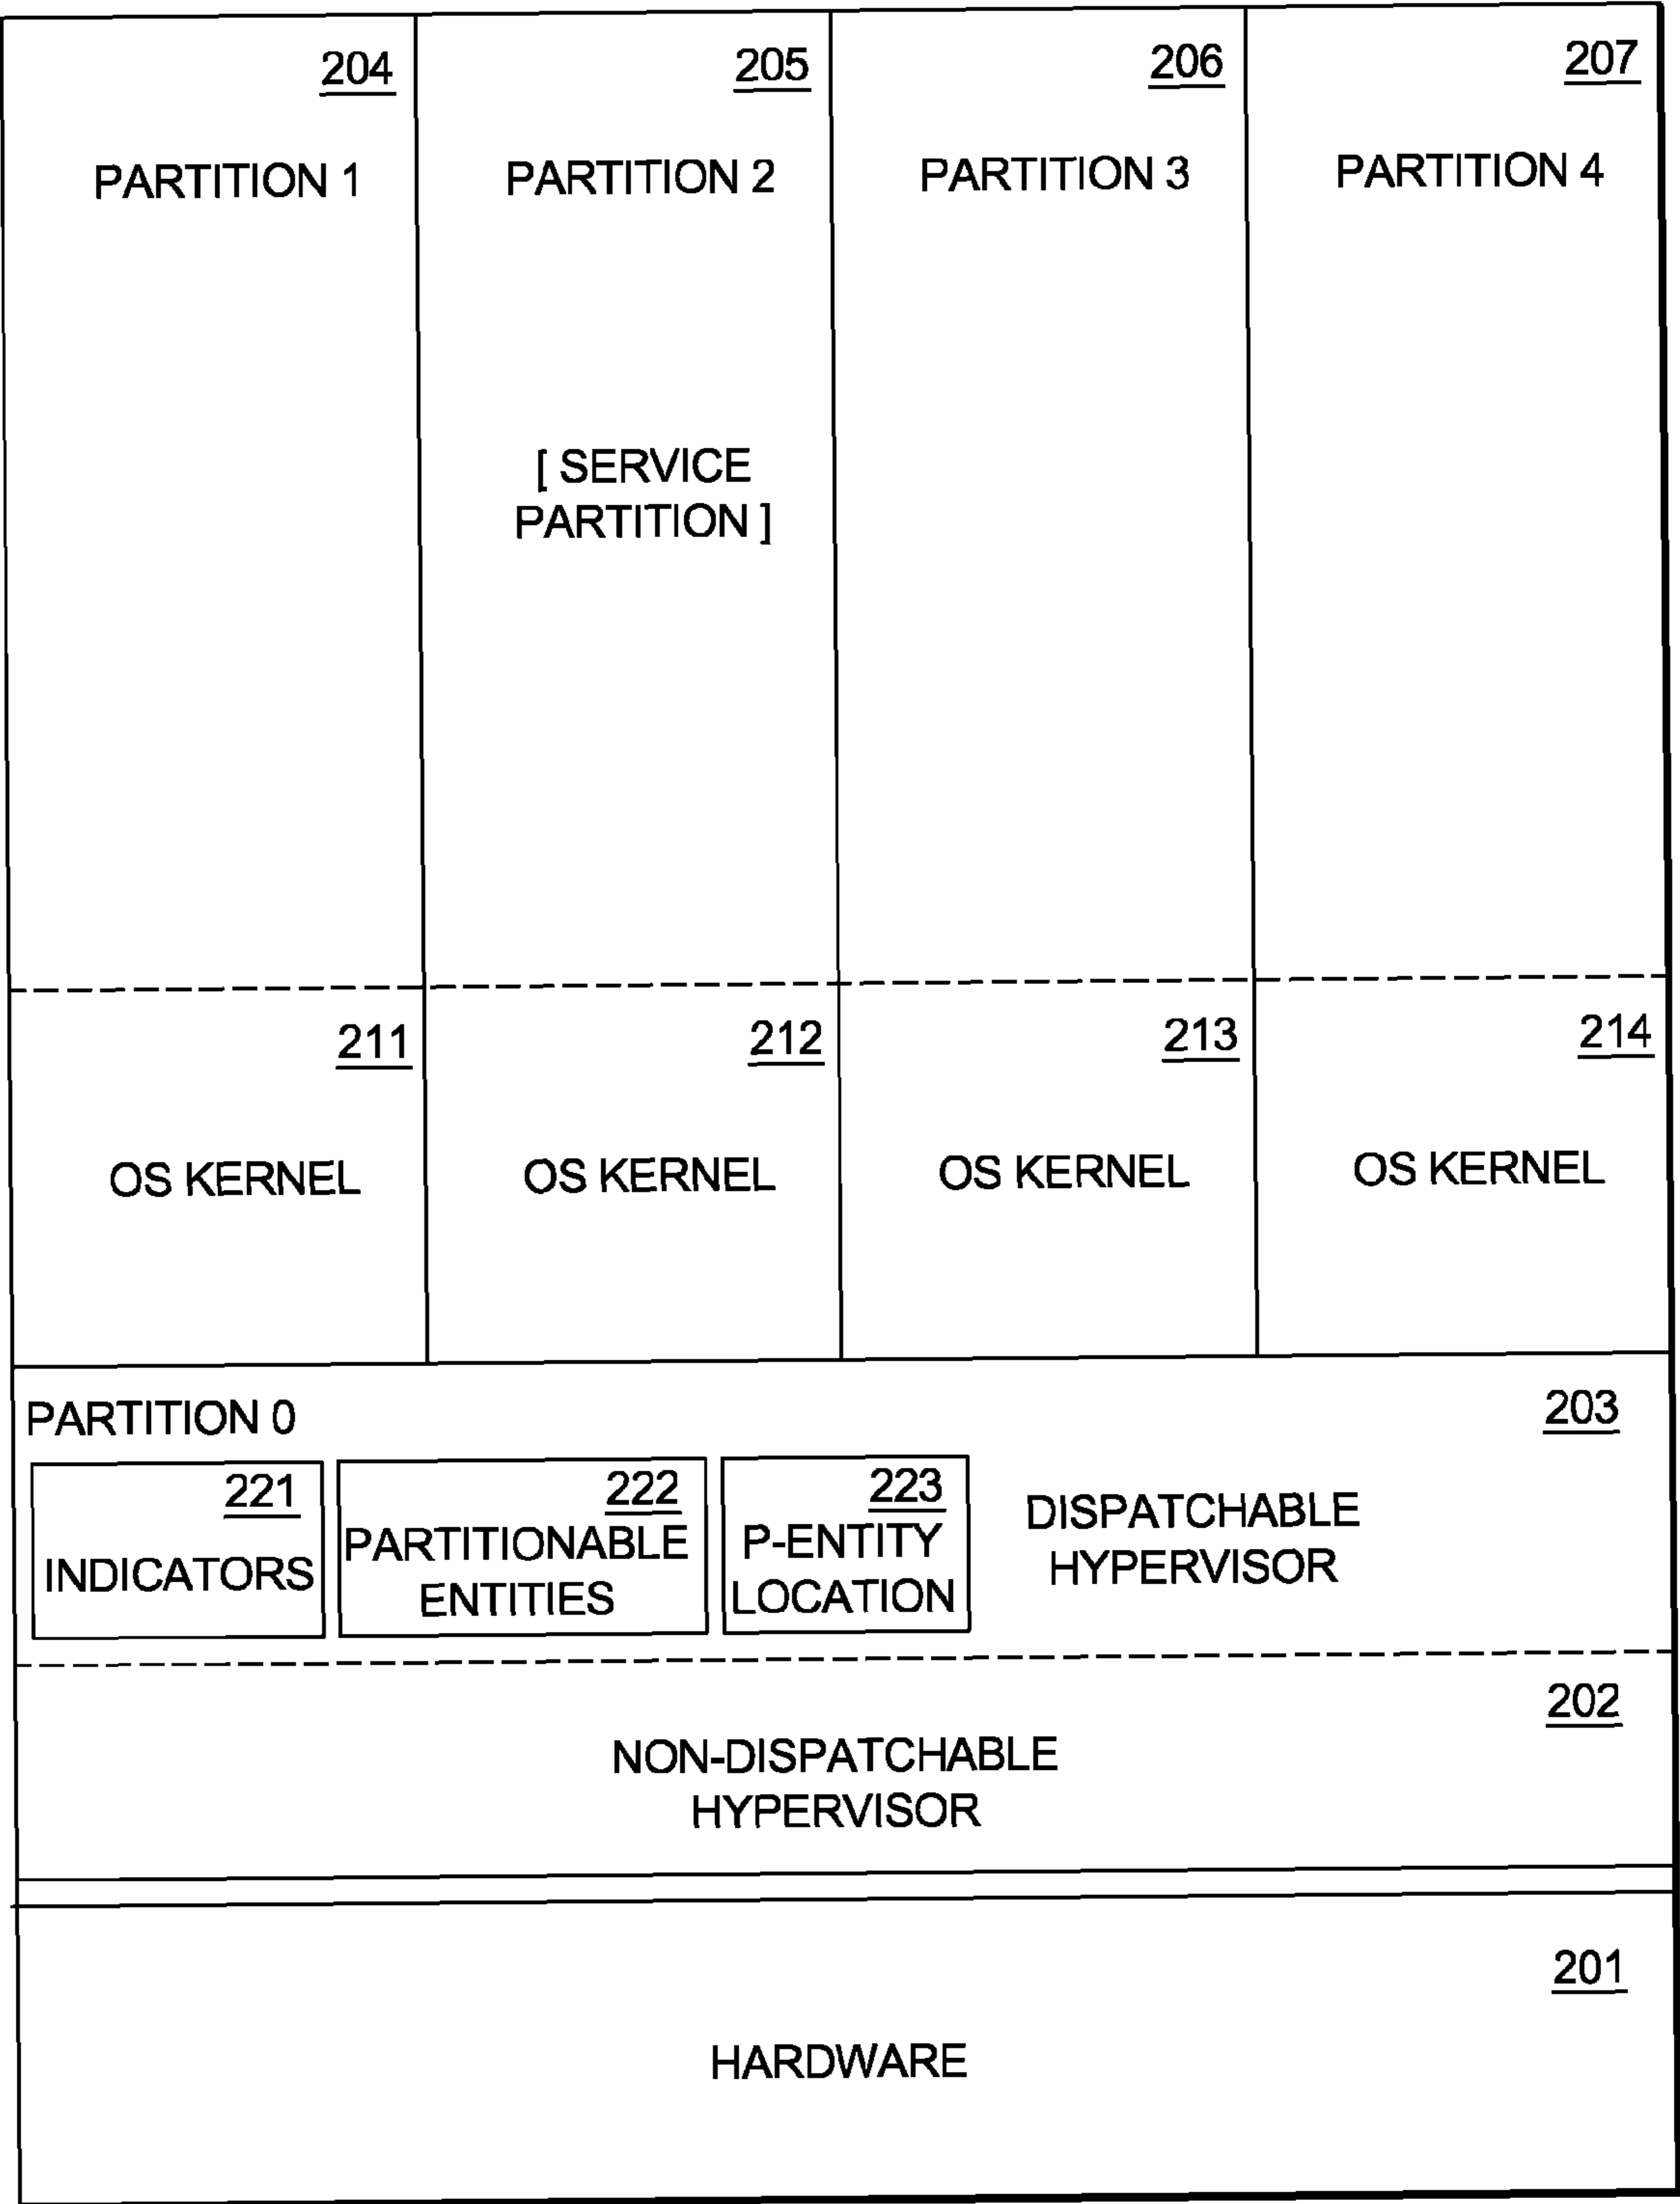 204
205
206
207
PARTITION 1
PARTITION 2
PARTITION 3
PARTITION 4
[ SERVICE
PARTITION ]
211
212
213
214
OS KERNEL
OS KERNEL
OS KERNEL
OS KERNEL
PARTITION 0
203
221
INDICATORS
222
PARTITIONABLE
ENTITIES
223
P-ENTITY
LOCATION
DISPATCHABLE
HYPERVISOR
202
NON-DISPATCHABLE
HYPERVISOR
201
HARDWARE